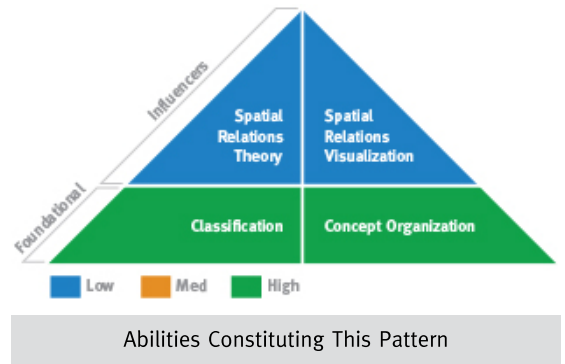 Influencers
Spatial
Relations
Theory
Spatial
Relations
Visualization
Foundational
Classification
Concept Organization
Low
Med
High
Abilities Constituting This Pattern